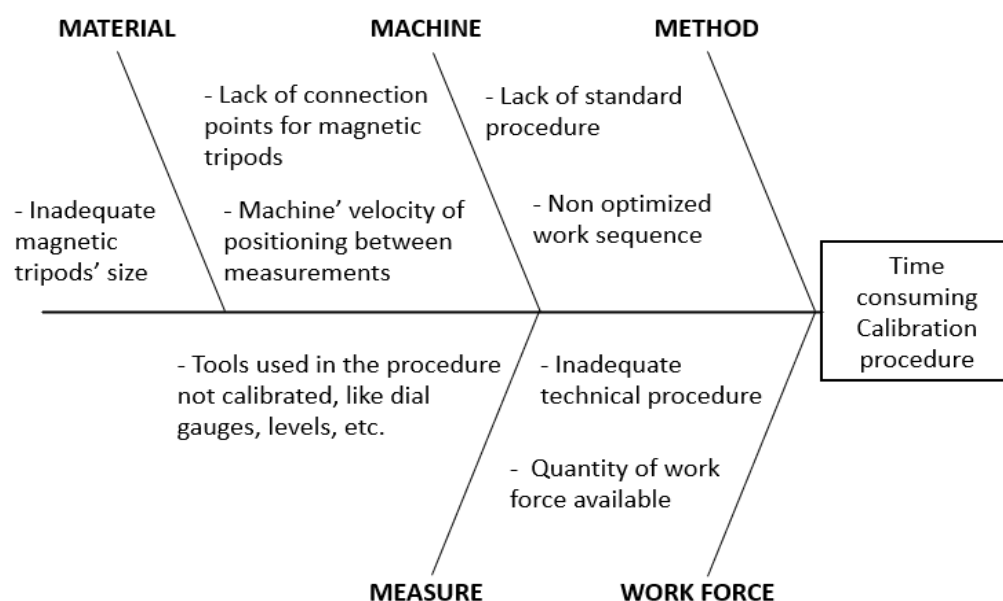 MATERIAL
MACHINE
METHOD
- Inadequate
magnetic
tripods' size
- Lack of connection
points for magnetic
tripods
- Machine' velocity of
positioning between
measurements
- Lack of standard
procedure
- Non optimized
work sequence
Time
consuming
Calibration
procedure
- Tools used in the procedure
not calibrated, like dial
gauges, levels, etc.
- Inadequate
technical procedure
- Quantity of work
force available
MEASURE
WORK FORCE